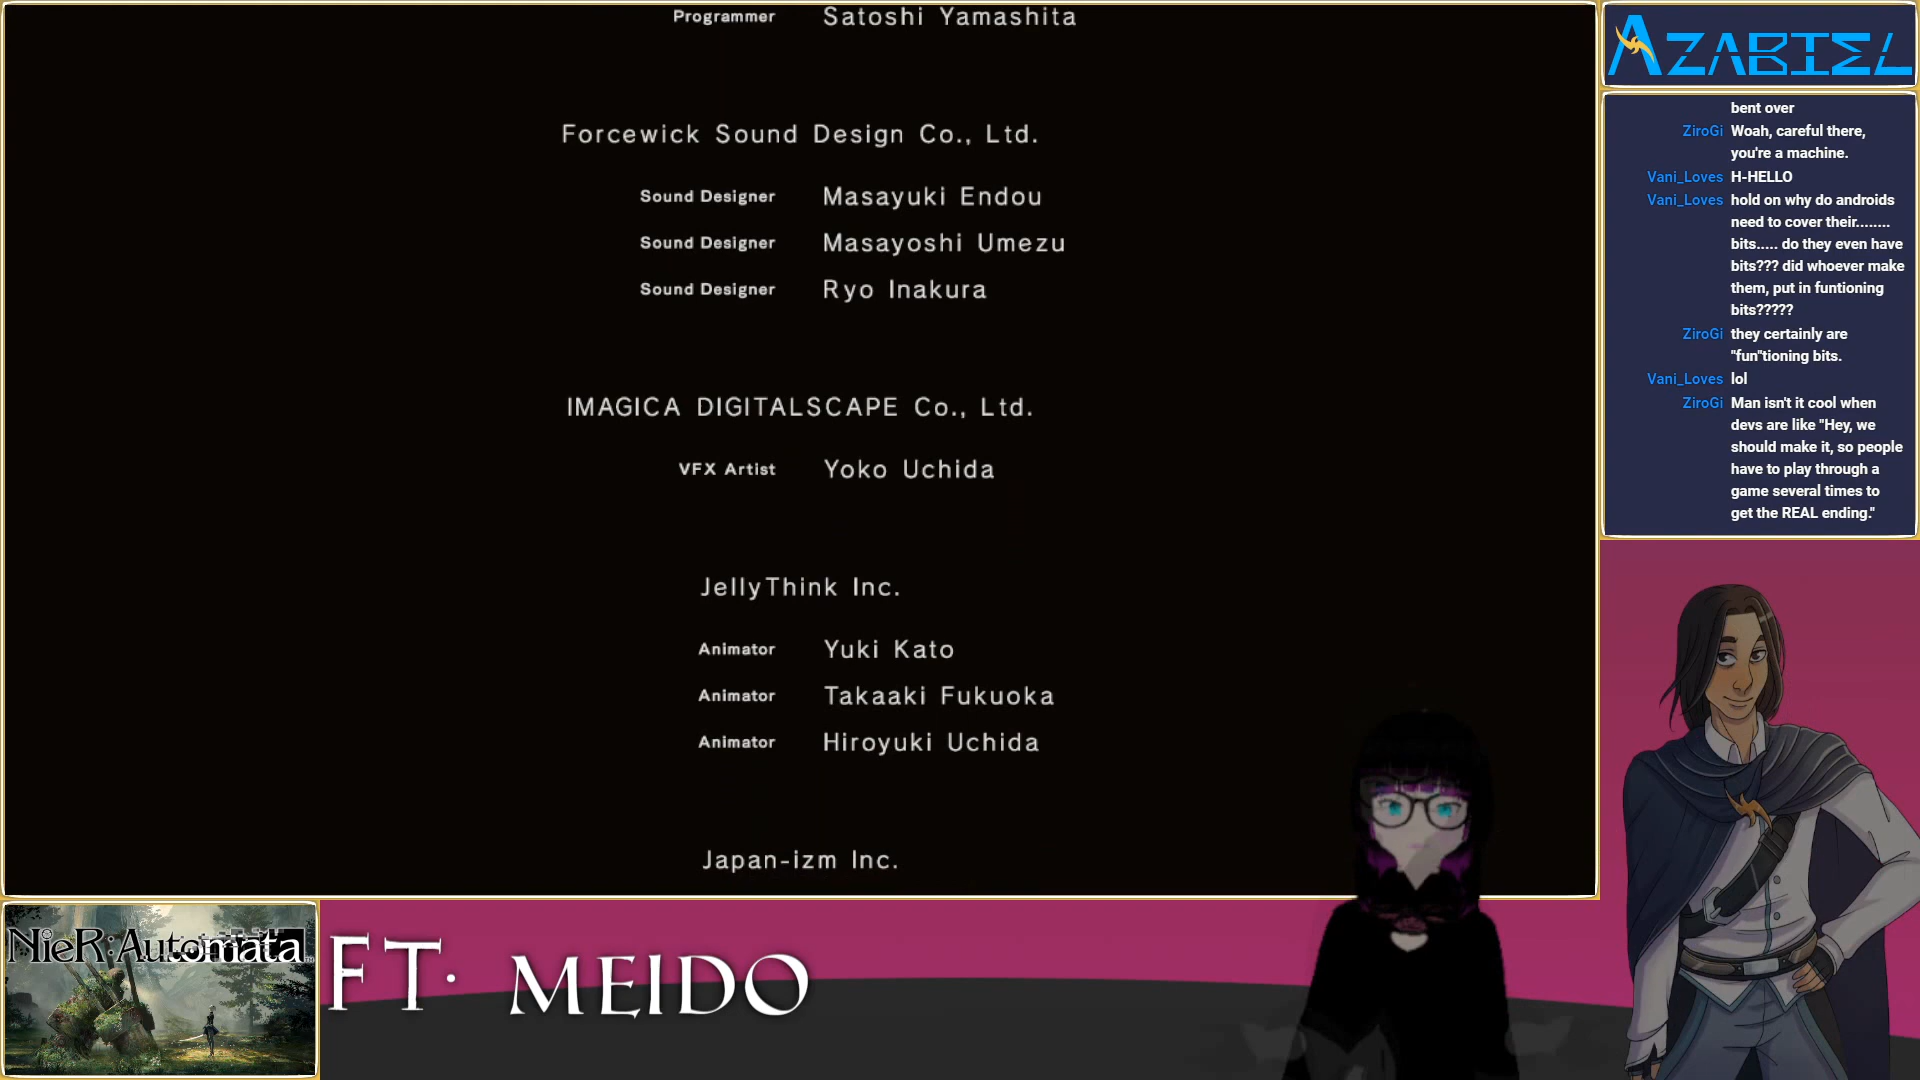 Programmer Satoshi Yamashita
Forcewick Sound Design Co., Ltd.
Sound Designer Masayuki Endou
Sound Designer Masayoshi Umezu
Sound Designer Ryo Inakura
IMAGICA DIGITALSCAPE Co., Ltd.
VFX Artist Yoko Uchida
JellyThink Inc.
Animator Yuki Kato
Animator Takaaki Fukuoka
Animator Hiroyuki Uchida
Japan-izm Inc.
AZABIEL
bent over
ZiroGi Woah, careful there,
you're a machine.
Vani_Loves H-HELLO
Vani_Loves hold on why do androids
need to cover their........
bits..... do they even have
bits??? did whoever make
them, put in funtioning
bits?????
ZiroGi they certainly are
"fun"tioning bits.
Vani_Loves lol
ZiroGi Man isn't it cool when
devs are like "Hey, we
should make it, so people
have to play through a
game several times to
get the REAL ending."
NieR:Automata
FT. MEIDO